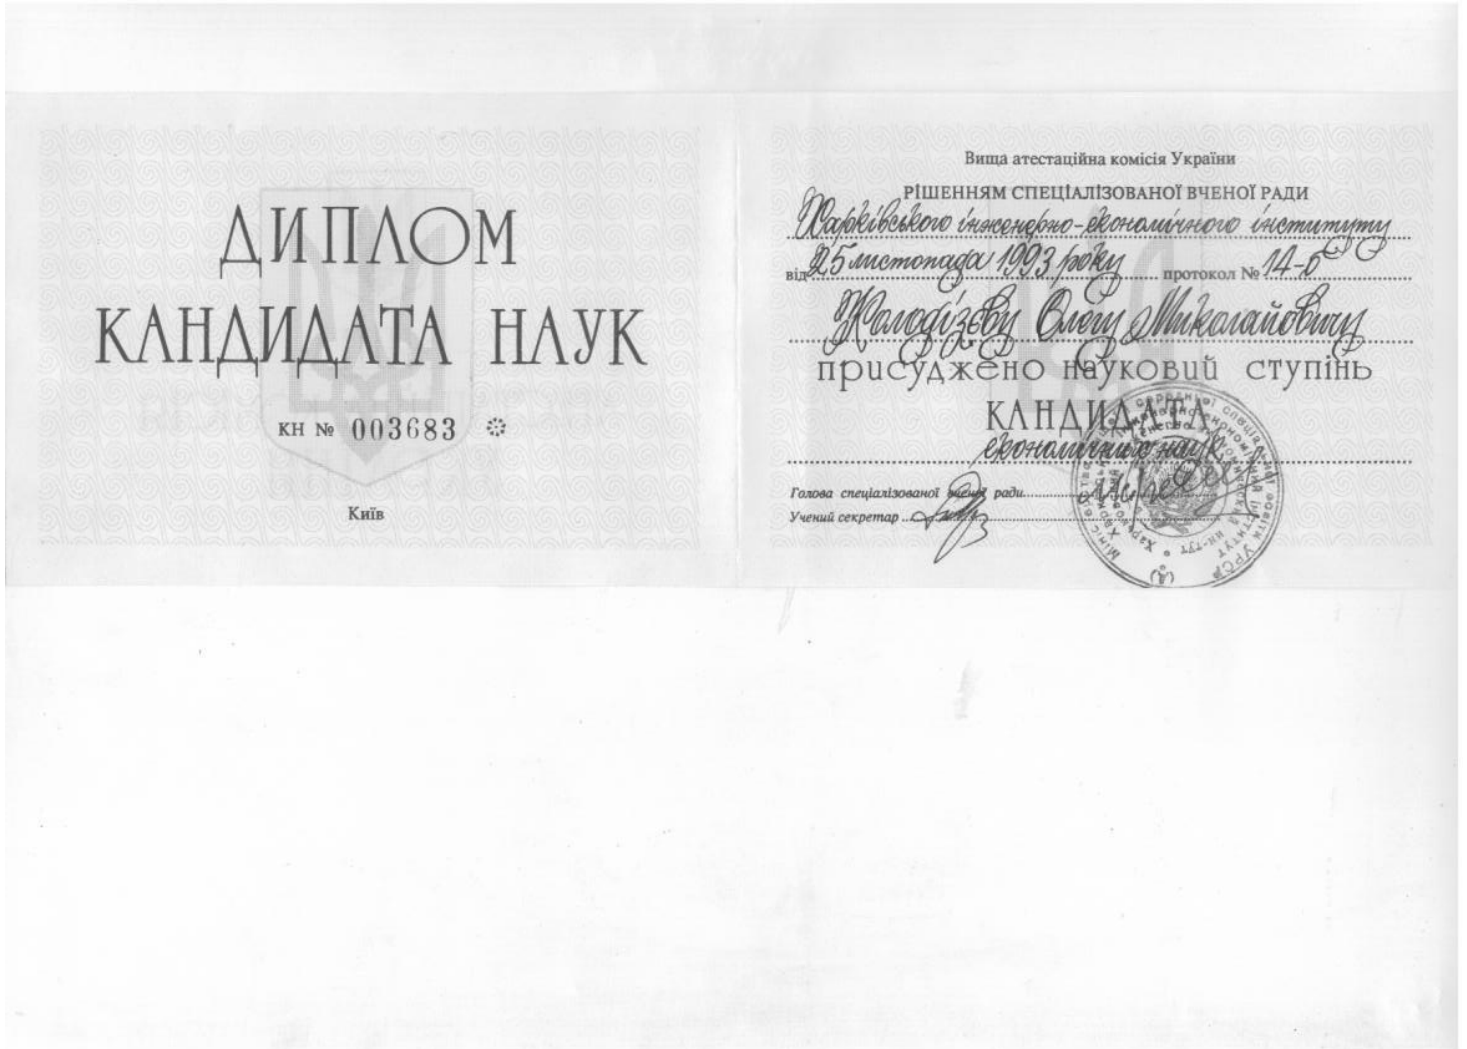 ДИПЛОМ
КАНДИДАТА НАУК
КН № 003683
Київ
Вища атестаційна комісія України
РІШЕННЯМ СПЕЦІАЛІЗОВАНОЇ ВЧЕНОЇ РАДИ
Харківського інженерно-економічного інституту
від 25 листопада 1993 року протокол № 14-б
Колодізєву Олегу Миколайовичу
присуджено науковий ступінь
КАНДИДАТА
економічних наук
Голова спеціалізованої вченої ради
Учений секретар